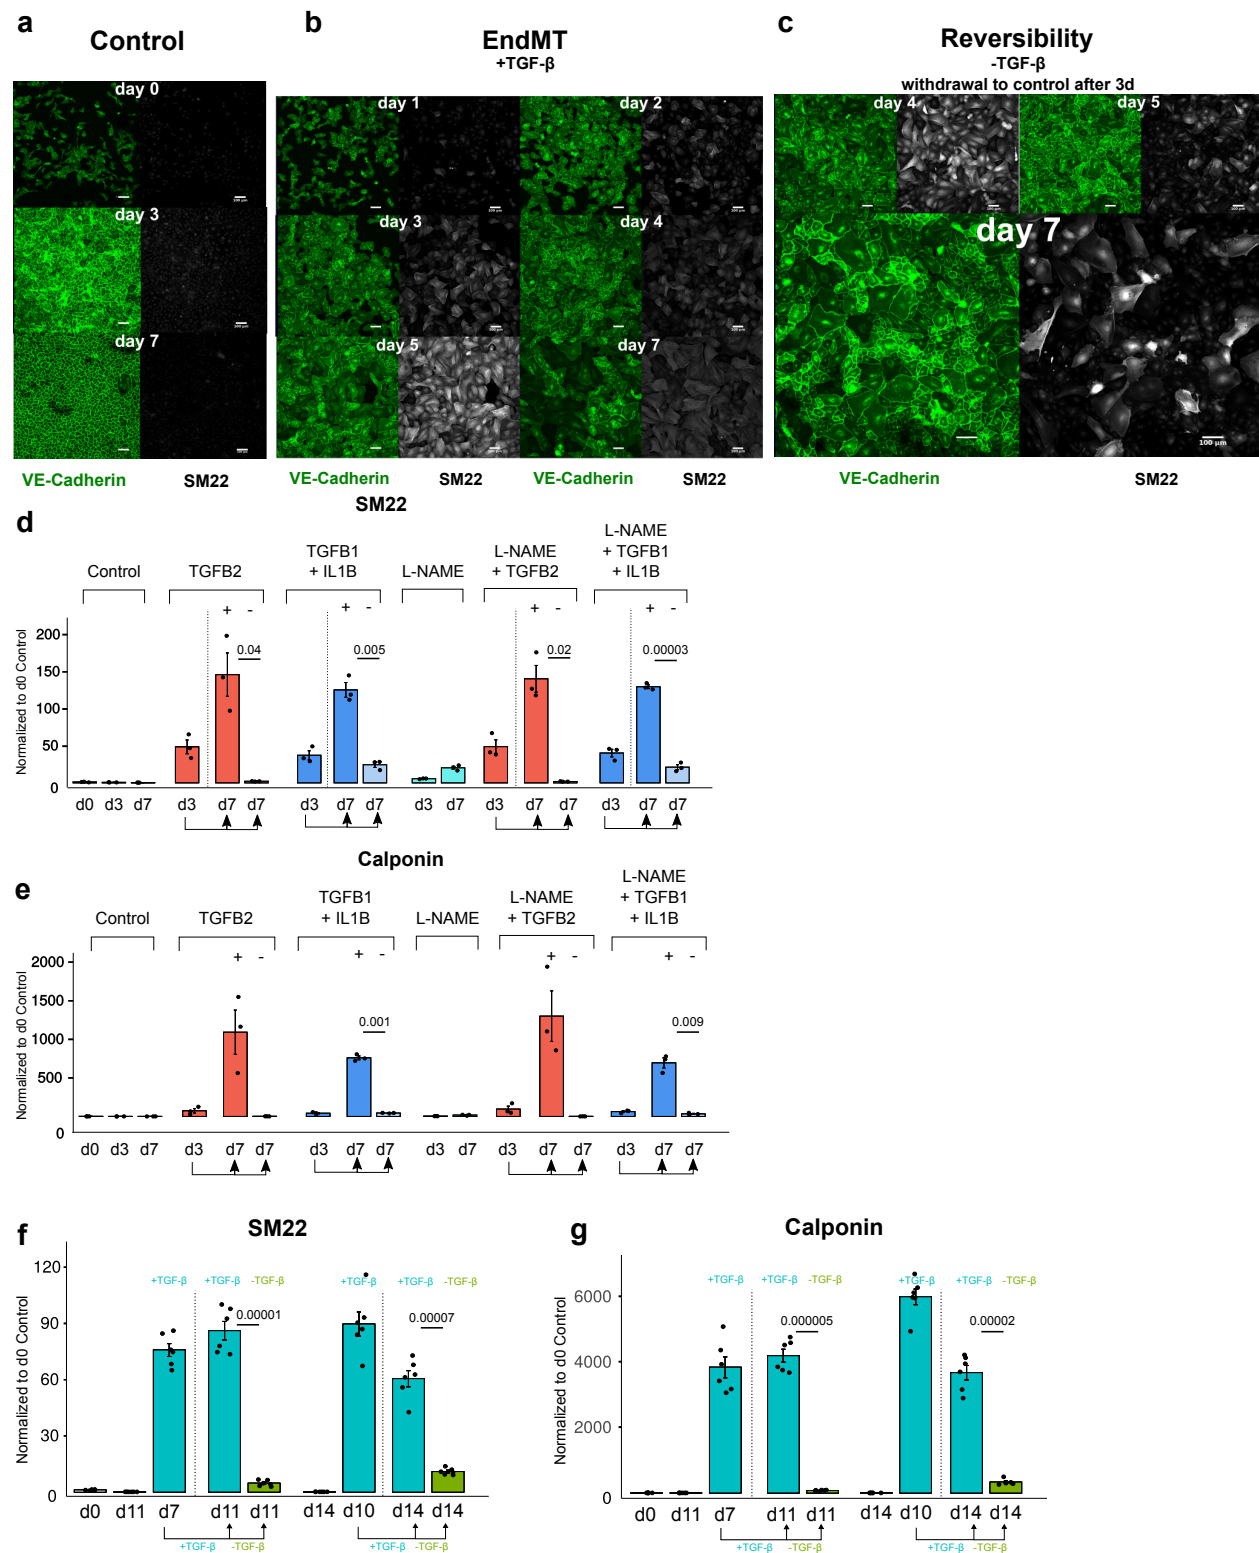 a
Control
day 0
day 3
day 7
VE-Cadherin SM22
b
EndMT
+TGF-β
day 1 day 2
day 3 day 4
day 5 day 7
100 µm
VE-Cadherin SM22 VE-Cadherin SM22
c
Reversibility
-TGF-β
withdrawal to control after 3d
day 4 day 5
day 7
100 µm
VE-Cadherin SM22
d
SM22
Control TGFB2 TGFB1 + IL1B L-NAME L-NAME + TGFB2 L-NAME + TGFB1 + IL1B
+ - + - + - + -
0.04 0.005 0.02 0.00003
Normalized to d0 Control
200
150
100
50
0
d0 d3 d7 d3 d7 d7 d3 d7 d7 d3 d7 d3 d7 d7 d3 d7 d7
e
Calponin
Control TGFB2 TGFB1 + IL1B L-NAME L-NAME + TGFB2 L-NAME + TGFB1 + IL1B
+ - + - + - + -
0.001 0.009
Normalized to d0 Control
2000
1500
1000
500
0
d0 d3 d7 d3 d7 d7 d3 d7 d7 d3 d7 d3 d7 d7 d3 d7 d7
f
SM22
+TGF-β +TGF-β -TGF-β +TGF-β +TGF-β -TGF-β
0.00001 0.00007
Normalized to d0 Control
120
90
60
30
0
d0 d11 d7 d11 d11 d14 d10 d14 d14
+TGF-β -TGF-β +TGF-β -TGF-β
g
Calponin
+TGF-β +TGF-β -TGF-β +TGF-β +TGF-β -TGF-β
0.000005 0.00002
Normalized to d0 Control
6000
4000
2000
0
d0 d11 d7 d11 d11 d14 d10 d14 d14
+TGF-β -TGF-β +TGF-β -TGF-β